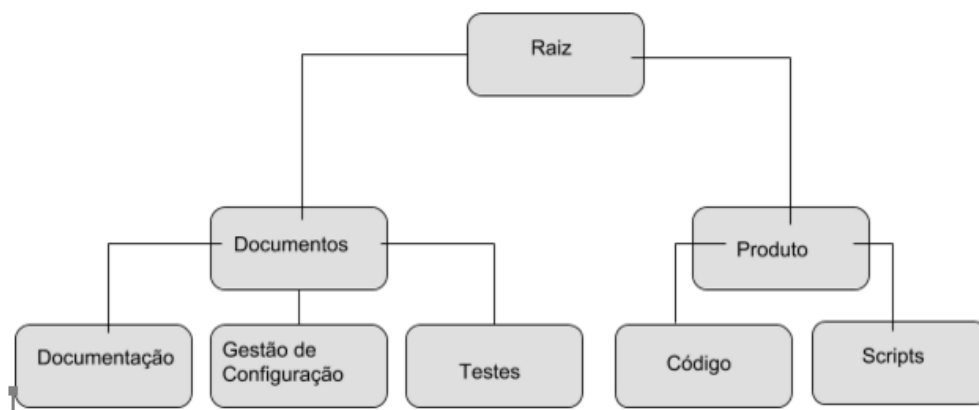 Raiz
Documentos
Produto
Documentação
Gestão de
Configuração
Testes
Código
Scripts